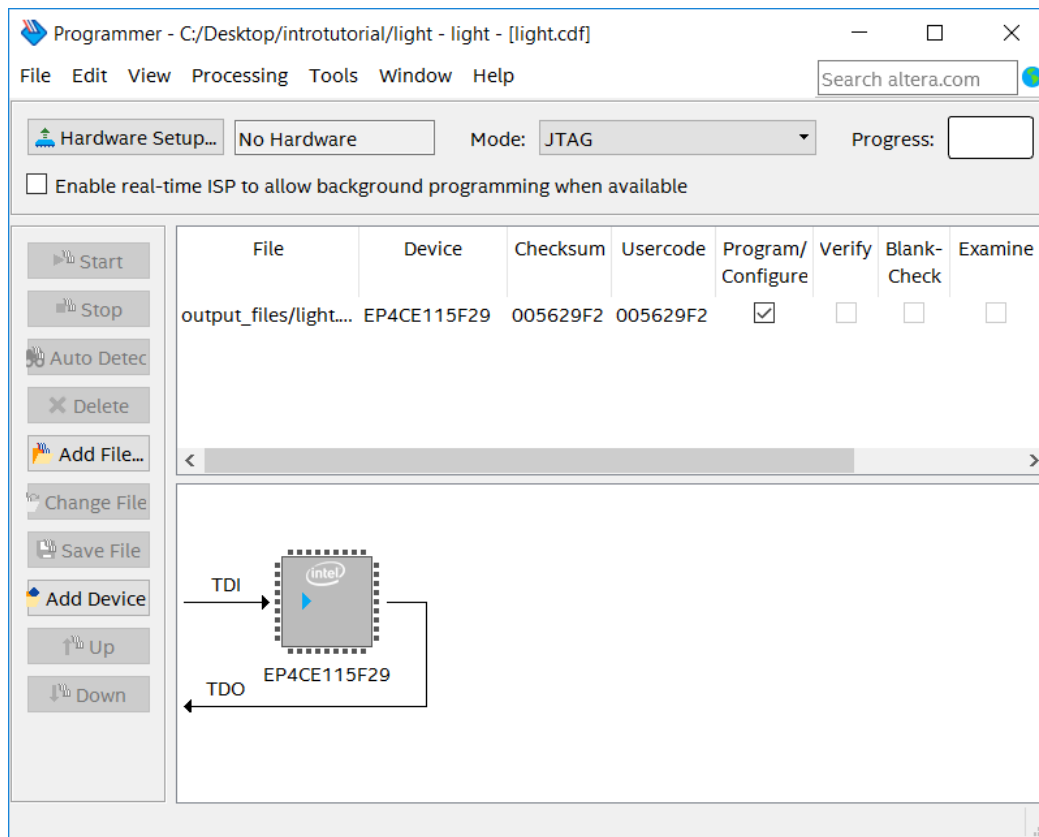 Programmer - C:/Desktop/introtutorial/light - light - [light.cdf]
File Edit View Processing Tools Window Help
Search altera.com
Hardware Setup... No Hardware Mode: JTAG Progress:
Enable real-time ISP to allow background programming when available
Start
Stop
Auto Detec
Delete
Add File...
Change File
Save File
Add Device
Up
Down
File Device Checksum Usercode Program/ Verify Blank- Examine
Configure Check
output_files/light.... EP4CE115F29 005629F2 005629F2
intel
TDI
EP4CE115F29
TDO